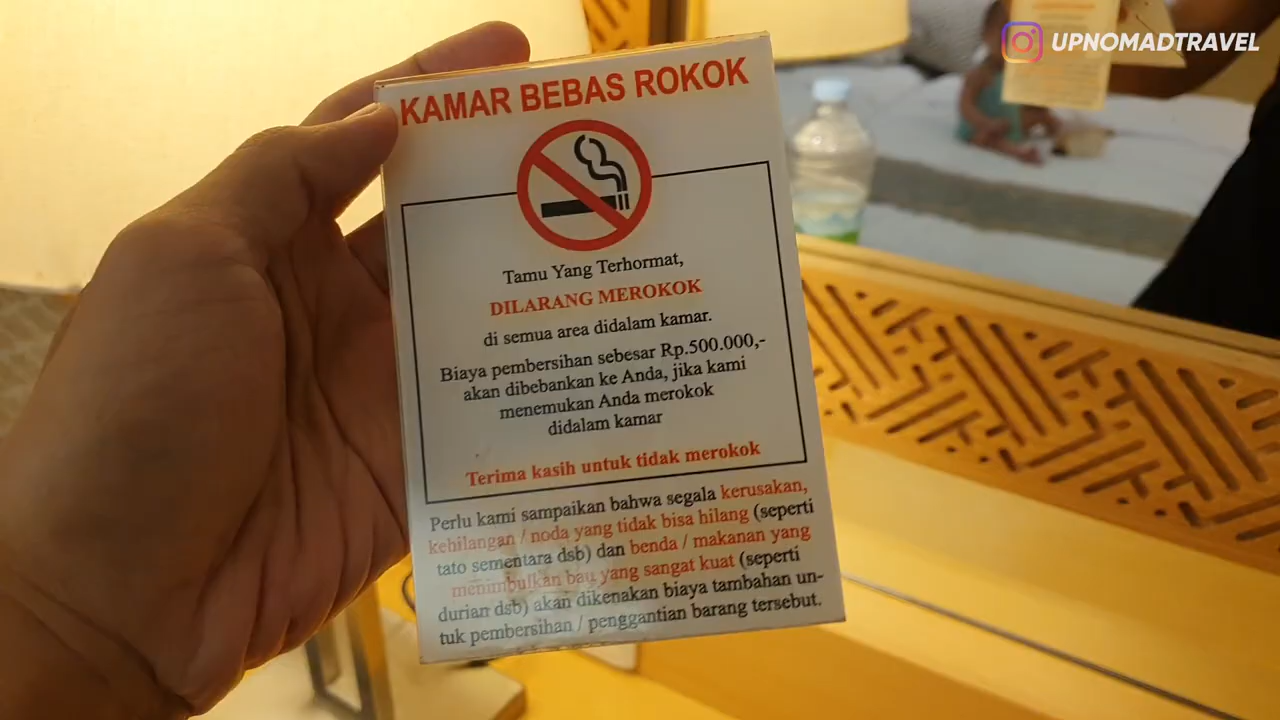 UPNOMADTRAVEL
KAMAR BEBAS ROKOK
Tamu Yang Terhormat,
DILARANG MEROKOK
di semua area didalam kamar.
Biaya pembersihan sebesar Rp.500.000,-
akan dibebankan ke Anda, jika kami
menemukan Anda merokok
didalam kamar
Terima kasih untuk tidak merokok
Perlu kami sampaikan bahwa segala kerusakan,
kehilangan / noda yang tidak bisa hilang (seperti
tato sementara dsb) dan benda / makanan yang
menimbulkan bau yang sangat kuat (seperti
durian dsb) akan dikenakan biaya tambahan un-
tuk pembersihan / penggantian barang tersebut.